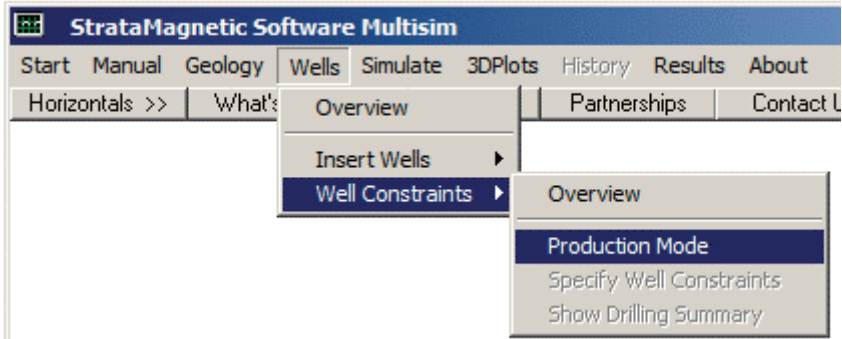 StrataMagnetic Software Multisim
Start Manual Geology Wells Simulate 3DPlots History Results About
Horizontals >> Partnerships Contact
Overview
Insert Wells
Well Constraints
Overview
Production Mode
Specify Well Constraints
Show Drilling Summary